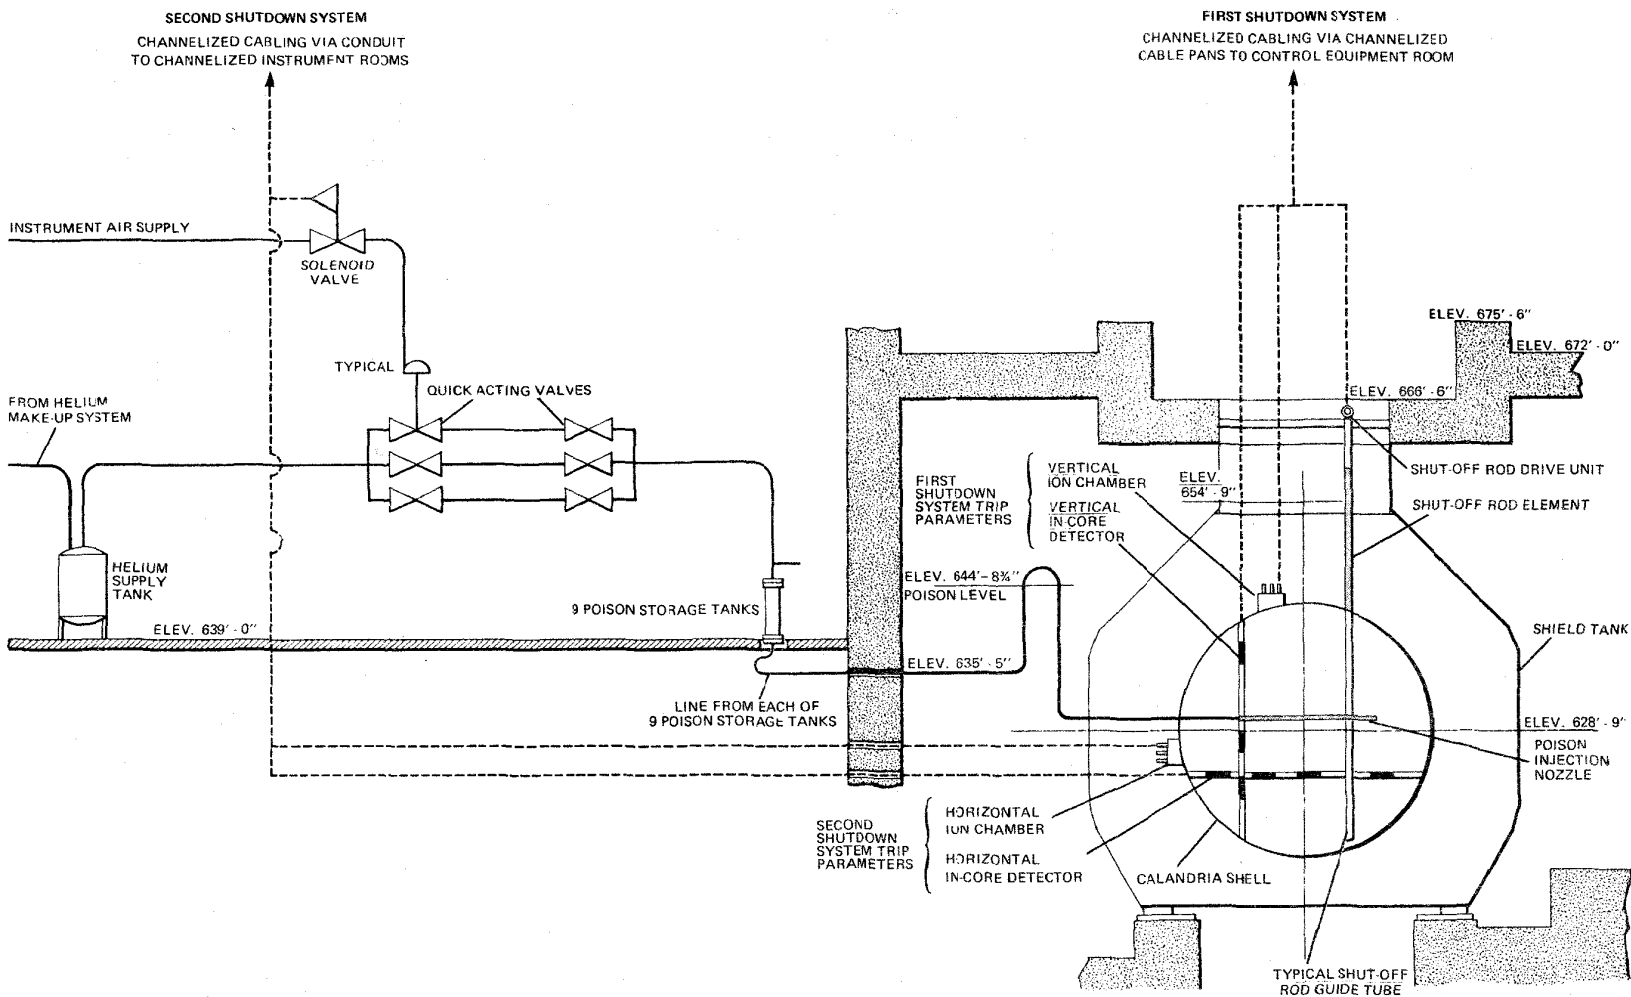 SECOND SHUTDOWN SYSTEM
CHANNELIZED CABLING VIA CONDUIT
TO CHANNELIZED INSTRUMENT ROOMS
FIRST SHUTDOWN SYSTEM
CHANNELIZED CABLING VIA CHANNELIZED
CABLE PANS TO CONTROL EQUIPMENT ROOM
INSTRUMENT AIR SUPPLY
SOLENOID
VALVE
TYPICAL
QUICK ACTING VALVES
FROM HELIUM
MAKE-UP SYSTEM
HELIUM
SUPPLY
TANK
ELEV. 639' - 0"
9 POISON STORAGE TANKS
LINE FROM EACH OF
9 POISON STORAGE TANKS
ELEV. 675' - 6"
ELEV. 672' - 0"
ELEV. 666' - 6"
FIRST
SHUTDOWN
SYSTEM TRIP
PARAMETERS
VERTICAL
ION CHAMBER
VERTICAL
IN-CORE
DETECTOR
ELEV.
654' - 9"
SHUT-OFF ROD DRIVE UNIT
SHUT-OFF ROD ELEMENT
ELEV. 644' - 8¾"
POISON LEVEL
SHIELD TANK
ELEV. 635' - 5"
ELEV. 628' - 9"
POISON
INJECTION
NOZZLE
SECOND
SHUTDOWN
SYSTEM TRIP
PARAMETERS
HORIZONTAL
ION CHAMBER
HORIZONTAL
IN-CORE DETECTOR
CALANDRIA SHELL
TYPICAL SHUT-OFF
ROD GUIDE TUBE